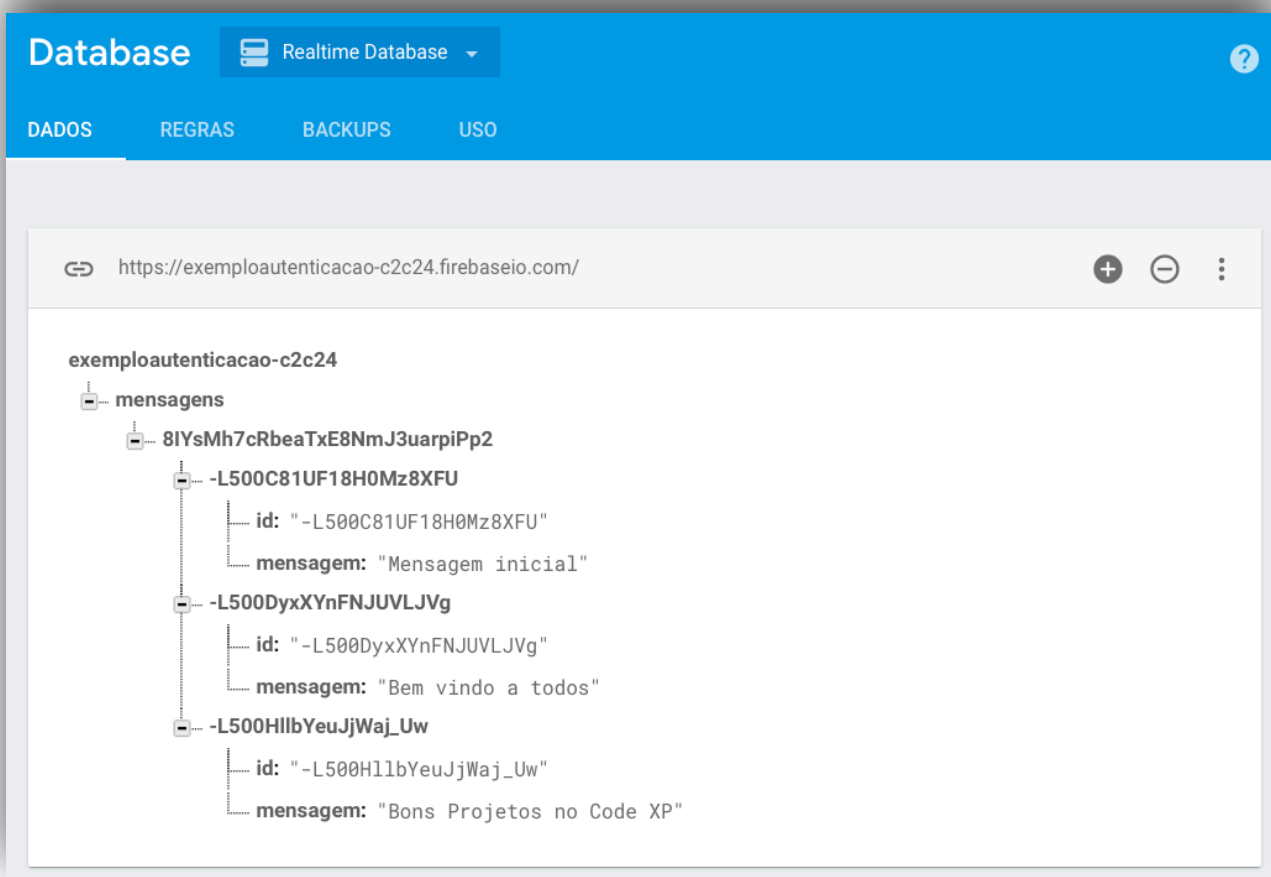 Database Realtime Database ?
DADOS REGRAS BACKUPS USO
https://exemploautenticacao-c2c24.firebaseio.com/
exemploautenticacao-c2c24
mensagens
8IYsMh7cRbeaTxE8NmJ3uarpiPp2
-L500C81UF18H0Mz8XFU
id: "-L500C81UF18H0Mz8XFU"
mensagem: "Mensagem inicial"
-L500DyxXYnFNJUVLJVg
id: "-L500DyxXYnFNJUVLJVg"
mensagem: "Bem vindo a todos"
-L500HllbYeuJjWaj_Uw
id: "-L500HllbYeuJjWaj_Uw"
mensagem: "Bons Projetos no Code XP"